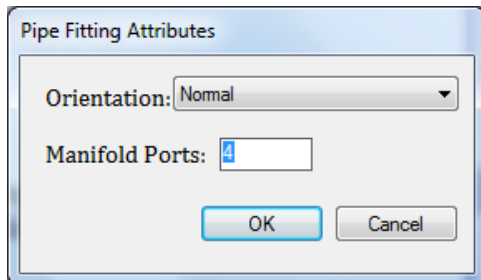 Pipe Fitting Attributes
Orientation: Normal
Manifold Ports: 4
OK Cancel